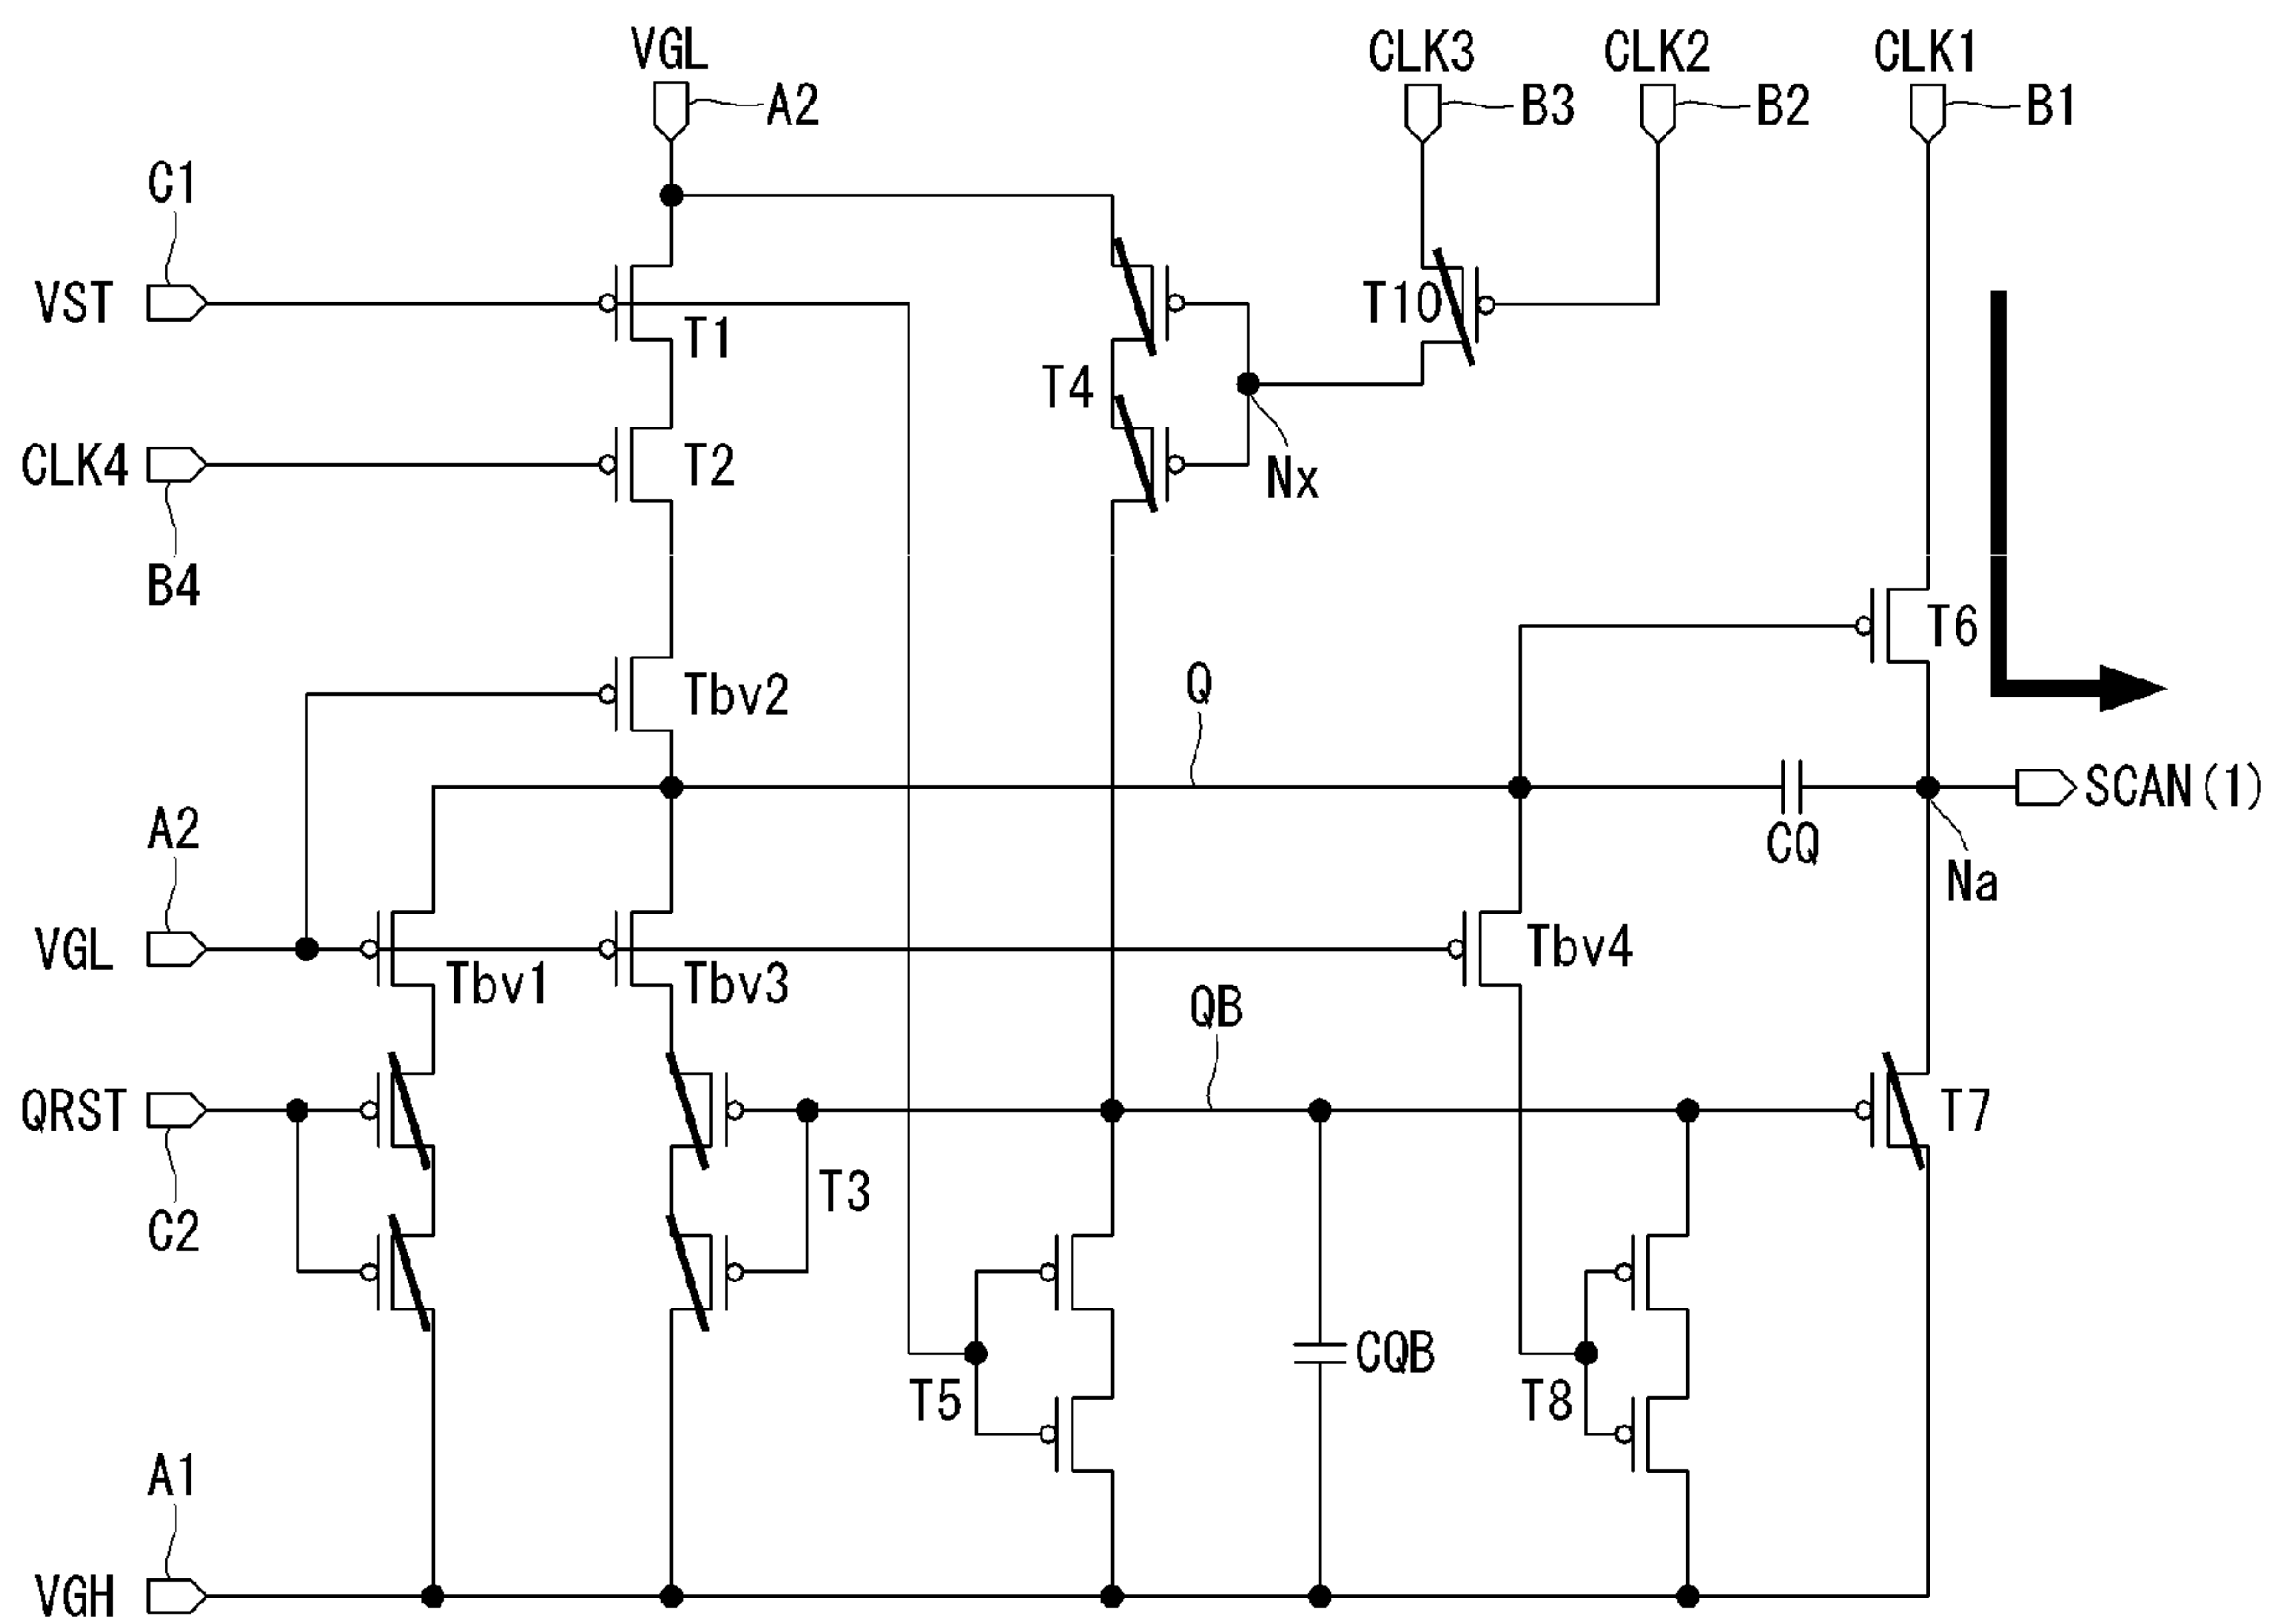 VGL
CLK3
CLK2
CLK1
A2
B3
B2
B1
C1
VST
T1
T10
T4
CLK4
T2
Nx
B4
T6
Tbv2
Q
SCAN(1)
A2
CQ
Na
VGL
Tbv1
Tbv3
Tbv4
QB
QRST
T7
T3
C2
CQB
T5
T8
A1
VGH